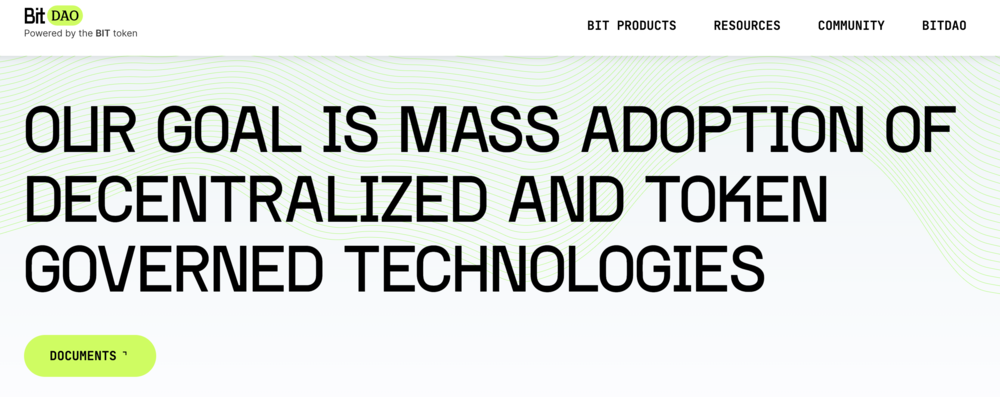 Bit DAO
Powered by the BIT token
BIT PRODUCTS RESOURCES COMMUNITY BITDAO
OUR GOAL IS MASS ADOPTION OF
DECENTRALIZED AND TOKEN
GOVERNED TECHNOLOGIES
DOCUMENTS